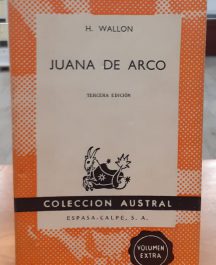 H. WALLON
JUANA DE ARCO
TERCERA EDICIÓN
COLECCION AUSTRAL
ESPASA-CALPE, S. A.
VOLUMEN
EXTRA